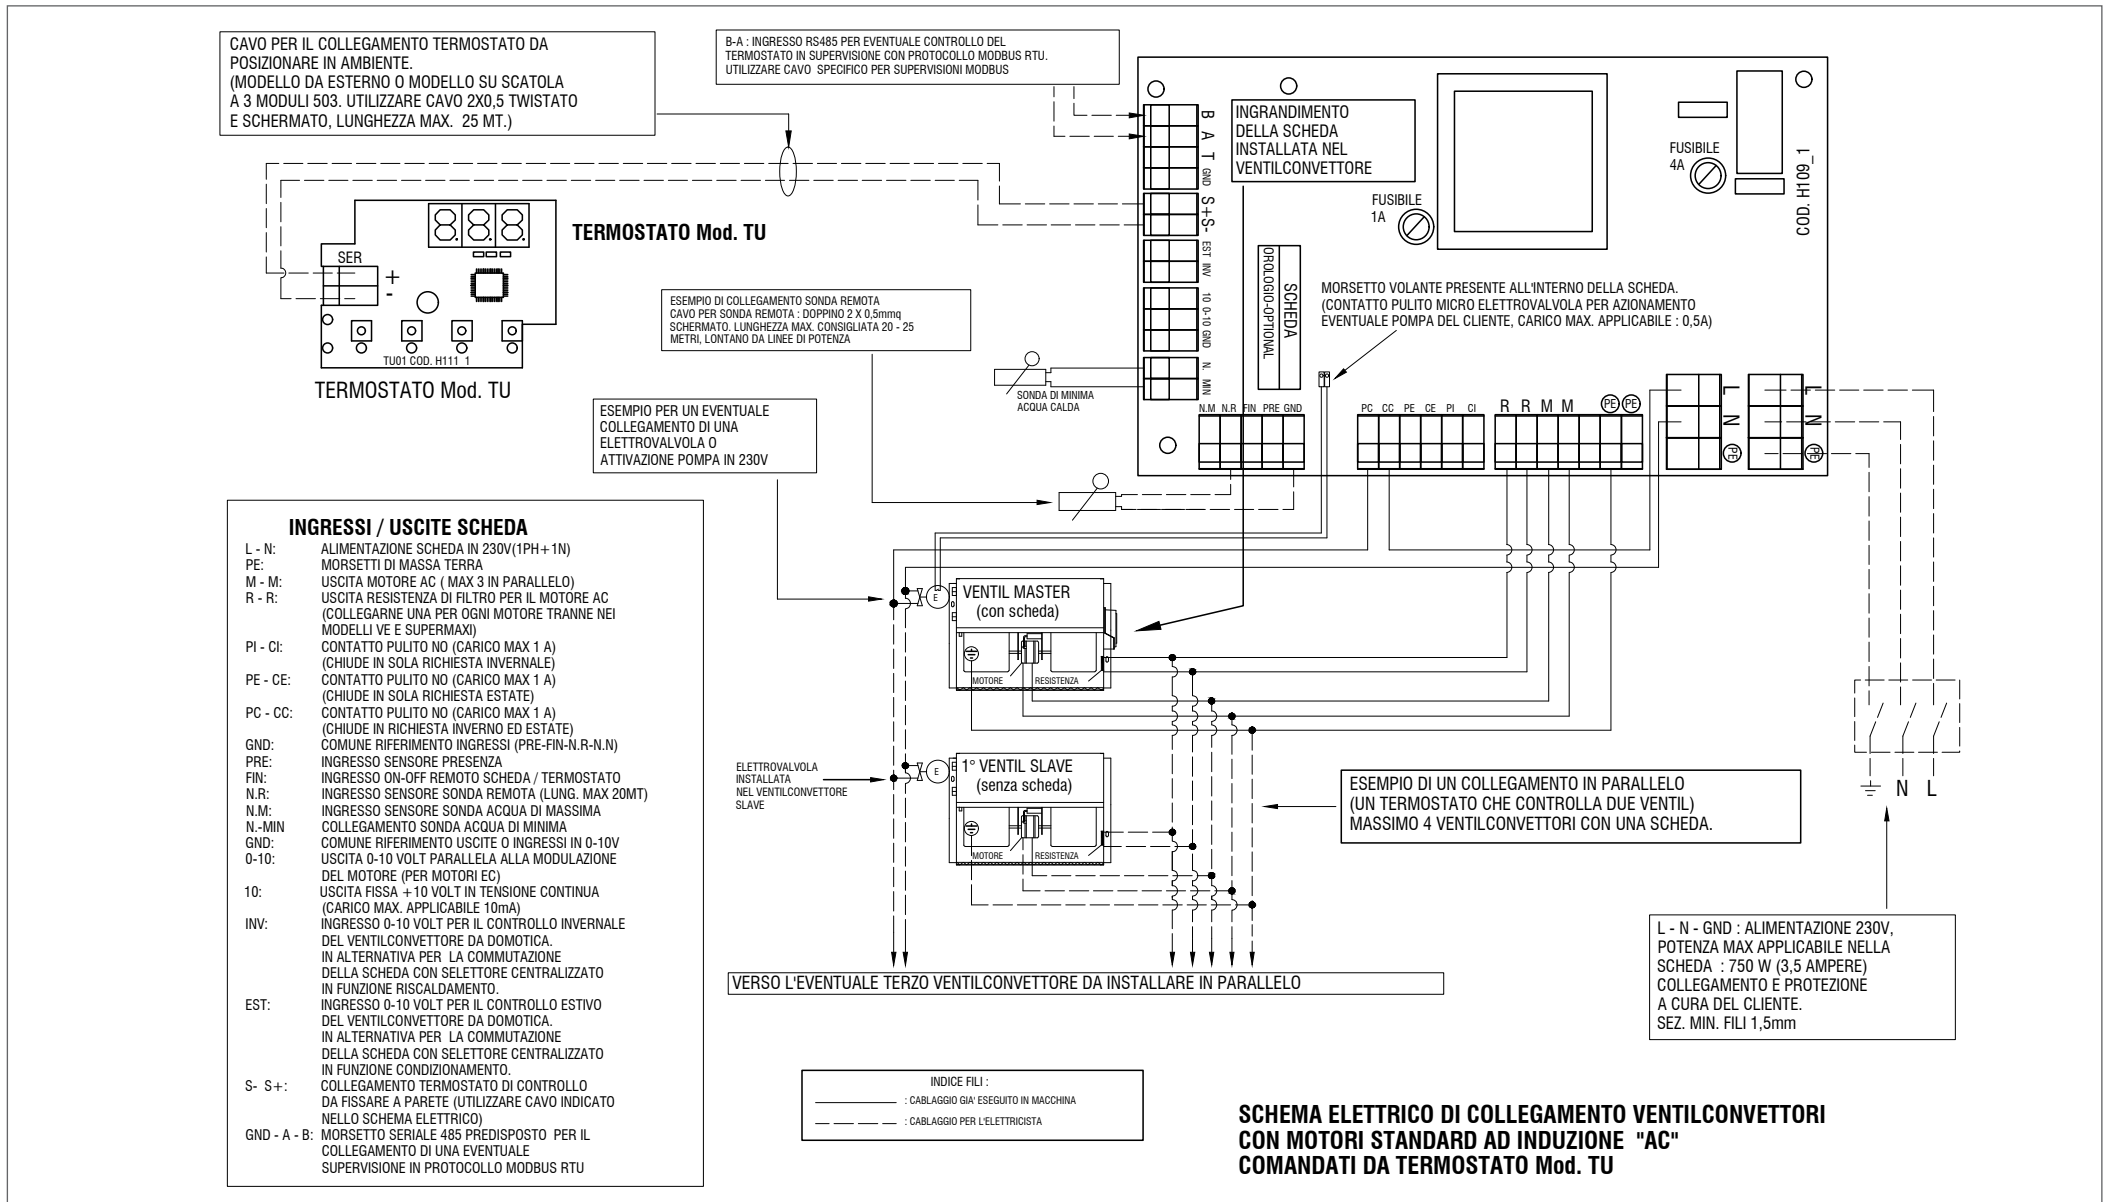 CAVO PER IL COLLEGAMENTO TERMOSTATO DA
POSIZIONARE IN AMBIENTE.
(MODELLO DA ESTERNO O MODELLO SU SCATOLA
A 3 MODULI 503. UTILIZZARE CAVO 2X0,5 TWISTATO
E SCHERMATO, LUNGHEZZA MAX. 25 MT.)
B-A : INGRESSO RS485 PER EVENTUALE CONTROLLO DEL
TERMOSTATO IN SUPERVISIONE CON PROTOCOLLO MODBUS RTU.
UTILIZZARE CAVO SPECIFICO PER SUPERVISIONI MODBUS
B A T GND
S+ S-
EST INV
10 0-10 GND
N. MIN
INGRANDIMENTO
DELLA SCHEDA
INSTALLATA NEL
VENTILCONVETTORE
FUSIBILE
4A
FUSIBILE
1A
COD. H109_1
SCHEDA
OROLOGIO-OPTIONAL
MORSETTO VOLANTE PRESENTE ALL'INTERNO DELLA SCHEDA.
(CONTATTO PULITO MICRO ELETTROVALVOLA PER AZIONAMENTO
EVENTUALE POMPA DEL CLIENTE, CARICO MAX. APPLICABILE : 0,5A)
N.M N.R FIN PRE GND
PC CC PE CE PI CI
R R M M PE PE
L N PE
L N PE
TERMOSTATO Mod. TU
SER
+
-
TU01 COD. H111_1
TERMOSTATO Mod. TU
ESEMPIO DI COLLEGAMENTO SONDA REMOTA
CAVO PER SONDA REMOTA : DOPPINO 2 X 0,5mmq
SCHERMATO. LUNGHEZZA MAX. CONSIGLIATA 20 - 25
METRI, LONTANO DA LINEE DI POTENZA
SONDA DI MINIMA
ACQUA CALDA
ESEMPIO PER UN EVENTUALE
COLLEGAMENTO DI UNA
ELETTROVALVOLA O
ATTIVAZIONE POMPA IN 230V
INGRESSI / USCITE SCHEDA
L - N: ALIMENTAZIONE SCHEDA IN 230V(1PH+1N)
PE: MORSETTI DI MASSA TERRA
M - M: USCITA MOTORE AC ( MAX 3 IN PARALLELO)
R - R: USCITA RESISTENZA DI FILTRO PER IL MOTORE AC
(COLLEGARNE UNA PER OGNI MOTORE TRANNE NEI
MODELLI VE E SUPERMAXI)
PI - CI: CONTATTO PULITO NO (CARICO MAX 1 A)
(CHIUDE IN SOLA RICHIESTA INVERNALE)
PE - CE: CONTATTO PULITO NO (CARICO MAX 1 A)
(CHIUDE IN SOLA RICHIESTA ESTATE)
PC - CC: CONTATTO PULITO NO (CARICO MAX 1 A)
(CHIUDE IN RICHIESTA INVERNO ED ESTATE)
GND: COMUNE RIFERIMENTO INGRESSI (PRE-FIN-N.R-N.N)
PRE: INGRESSO SENSORE PRESENZA
FIN: INGRESSO ON-OFF REMOTO SCHEDA / TERMOSTATO
N.R: INGRESSO SENSORE SONDA REMOTA (LUNG. MAX 20MT)
N.M: INGRESSO SENSORE SONDA ACQUA DI MASSIMA
N.-MIN COLLEGAMENTO SONDA ACQUA DI MINIMA
GND: COMUNE RIFERIMENTO USCITE O INGRESSI IN 0-10V
0-10: USCITA 0-10 VOLT PARALLELA ALLA MODULAZIONE
DEL MOTORE (PER MOTORI EC)
10: USCITA FISSA +10 VOLT IN TENSIONE CONTINUA
(CARICO MAX. APPLICABILE 10mA)
INV: INGRESSO 0-10 VOLT PER IL CONTROLLO INVERNALE
DEL VENTILCONVETTORE DA DOMOTICA.
IN ALTERNATIVA PER LA COMMUTAZIONE
DELLA SCHEDA CON SELETTORE CENTRALIZZATO
IN FUNZIONE RISCALDAMENTO.
EST: INGRESSO 0-10 VOLT PER IL CONTROLLO ESTIVO
DEL VENTILCONVETTORE DA DOMOTICA.
IN ALTERNATIVA PER LA COMMUTAZIONE
DELLA SCHEDA CON SELETTORE CENTRALIZZATO
IN FUNZIONE CONDIZIONAMENTO.
S- S+: COLLEGAMENTO TERMOSTATO DI CONTROLLO
DA FISSARE A PARETE (UTILIZZARE CAVO INDICATO
NELLO SCHEMA ELETTRICO)
GND - A - B: MORSETTO SERIALE 485 PREDISPOSTO PER IL
COLLEGAMENTO DI UNA EVENTUALE
SUPERVISIONE IN PROTOCOLLO MODBUS RTU
E
VENTIL MASTER
(con scheda)
MOTORE RESISTENZA
ELETTROVALVOLA
INSTALLATA
NEL VENTILCONVETTORE
SLAVE
E
1° VENTIL SLAVE
(senza scheda)
MOTORE RESISTENZA
ESEMPIO DI UN COLLEGAMENTO IN PARALLELO
(UN TERMOSTATO CHE CONTROLLA DUE VENTIL)
MASSIMO 4 VENTILCONVETTORI CON UNA SCHEDA.
N L
L - N - GND : ALIMENTAZIONE 230V,
POTENZA MAX APPLICABILE NELLA
SCHEDA : 750 W (3,5 AMPERE)
COLLEGAMENTO E PROTEZIONE
A CURA DEL CLIENTE.
SEZ. MIN. FILI 1,5mm
VERSO L'EVENTUALE TERZO VENTILCONVETTORE DA INSTALLARE IN PARALLELO
INDICE FILI :
: CABLAGGIO GIA' ESEGUITO IN MACCHINA
: CABLAGGIO PER L'ELETTRICISTA
SCHEMA ELETTRICO DI COLLEGAMENTO VENTILCONVETTORI
CON MOTORI STANDARD AD INDUZIONE "AC"
COMANDATI DA TERMOSTATO Mod. TU